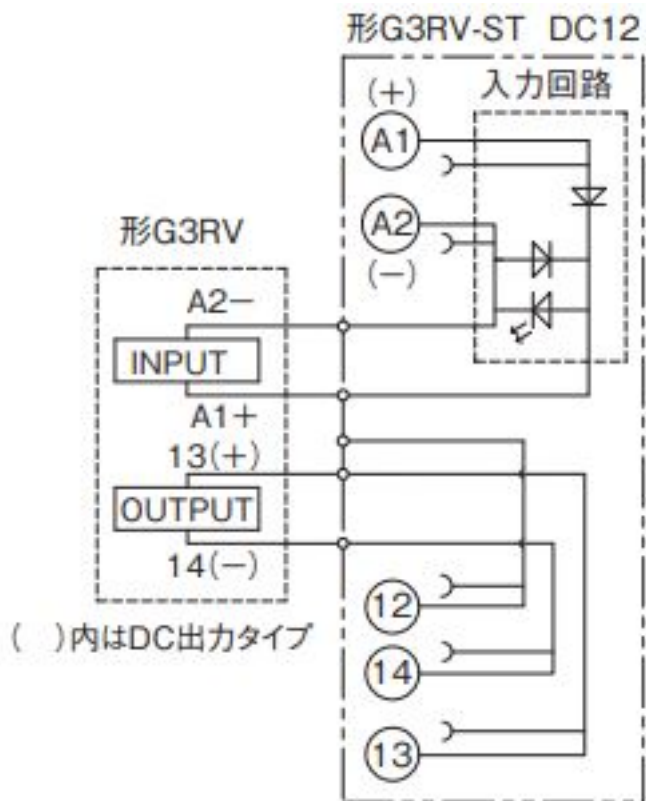 形G3RV-ST DC12
入力回路
(+)
A1
A2
(-)
形G3RV
A2-
INPUT
A1+
13(+)
OUTPUT
14(-)
( )内はDC出力タイプ
12
14
13